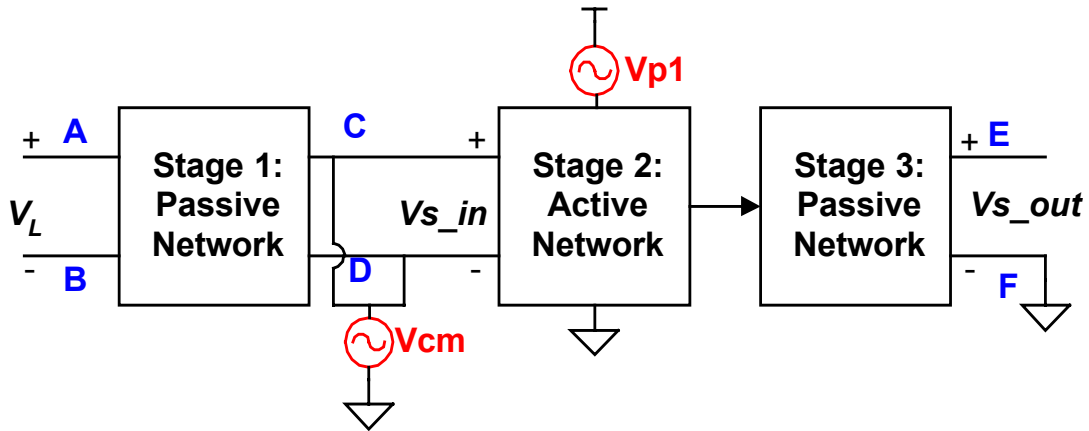 Vp1
+ A
C
+
+ E
Stage 1:
Passive
Network
Stage 2:
Active
Network
Stage 3:
Passive
Network
V_L
Vs_in
Vs_out
- B
D
-
- F
Vcm